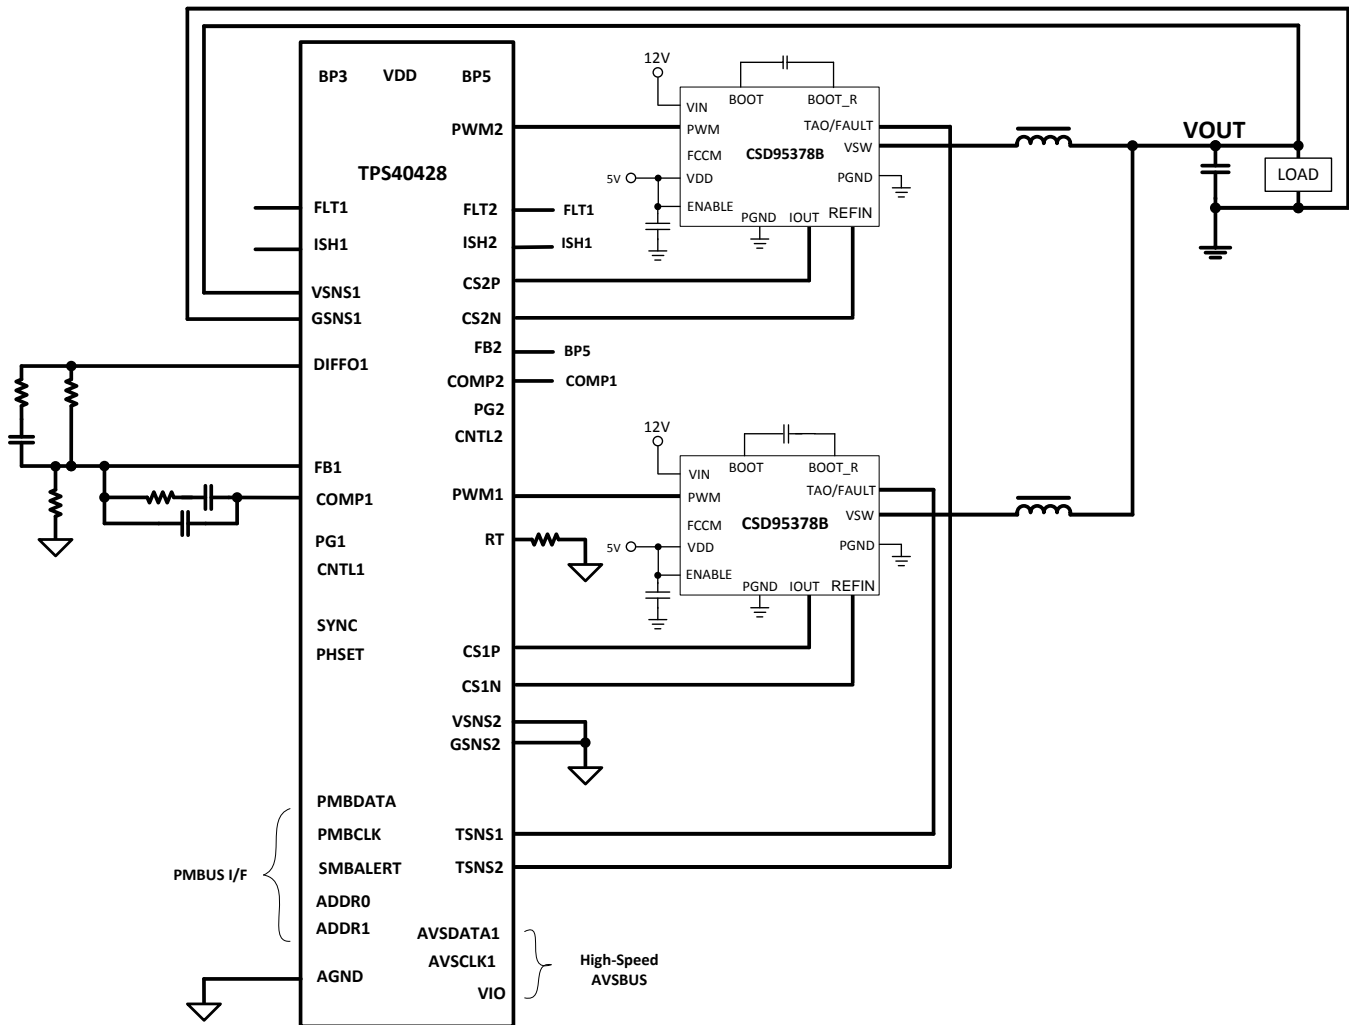 BP3 VDD BP5
TPS40428
FLT1
ISH1
VSNS1
GSNS1
DIFFO1
FB1
COMP1
PG1
CNTL1
SYNC
PHSET
PMBDATA
PMBCLK
SMBALERT
ADDR0
ADDR1
PMBUS I/F
AGND
PWM2
FLT2 FLT1
ISH2 ISH1
CS2P
CS2N
FB2 BP5
COMP2 COMP1
PG2
CNTL2
PWM1
RT
CS1P
CS1N
VSNS2
GSNS2
TSNS1
TSNS2
AVSDATA1
AVSCLK1
VIO
High-Speed
AVSBUS
12V
BOOT BOOT_R
VIN
PWM TAO/FAULT
FCCM CSD95378B VSW
5V VDD PGND
ENABLE
PGND IOUT REFIN
12V
BOOT BOOT_R
VIN
PWM TAO/FAULT
FCCM CSD95378B VSW
5V VDD PGND
ENABLE
PGND IOUT REFIN
VOUT
LOAD